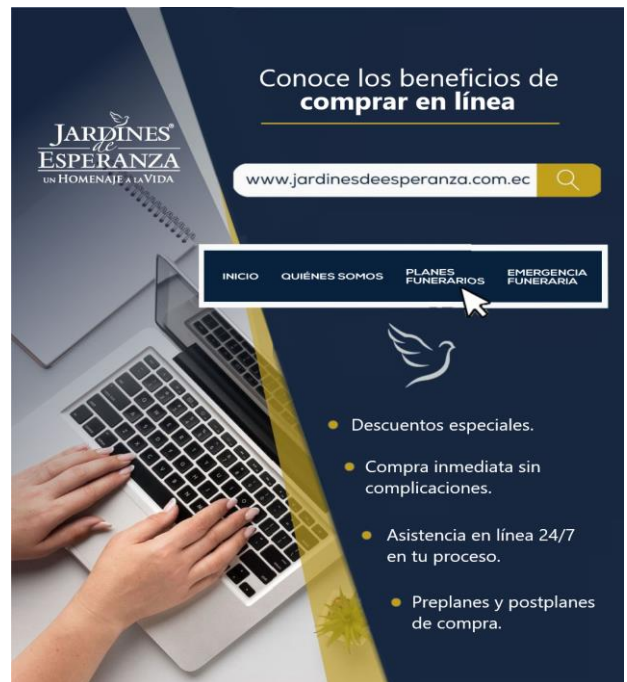 JARDINES®
de
ESPERANZA
UN HOMENAJE A LA VIDA
Conoce los beneficios de
comprar en línea
www.jardinesdeesperanza.com.ec
INICIO QUIÉNES SOMOS PLANES FUNERARIOS EMERGENCIA FUNERARIA
Descuentos especiales.
Compra inmediata sin
complicaciones.
Asistencia en línea 24/7
en tu proceso.
Preplanes y postplanes
de compra.